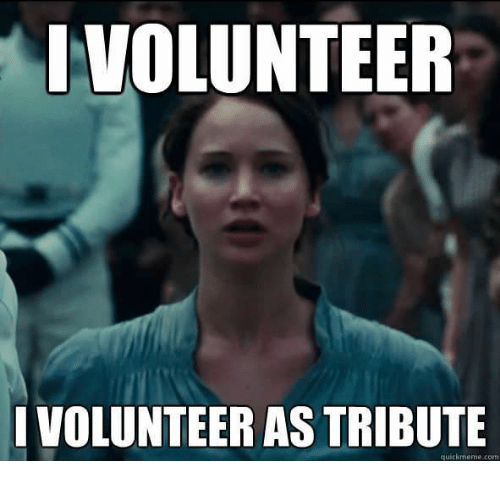 I VOLUNTEER
I VOLUNTEER AS TRIBUTE
quickmeme.com